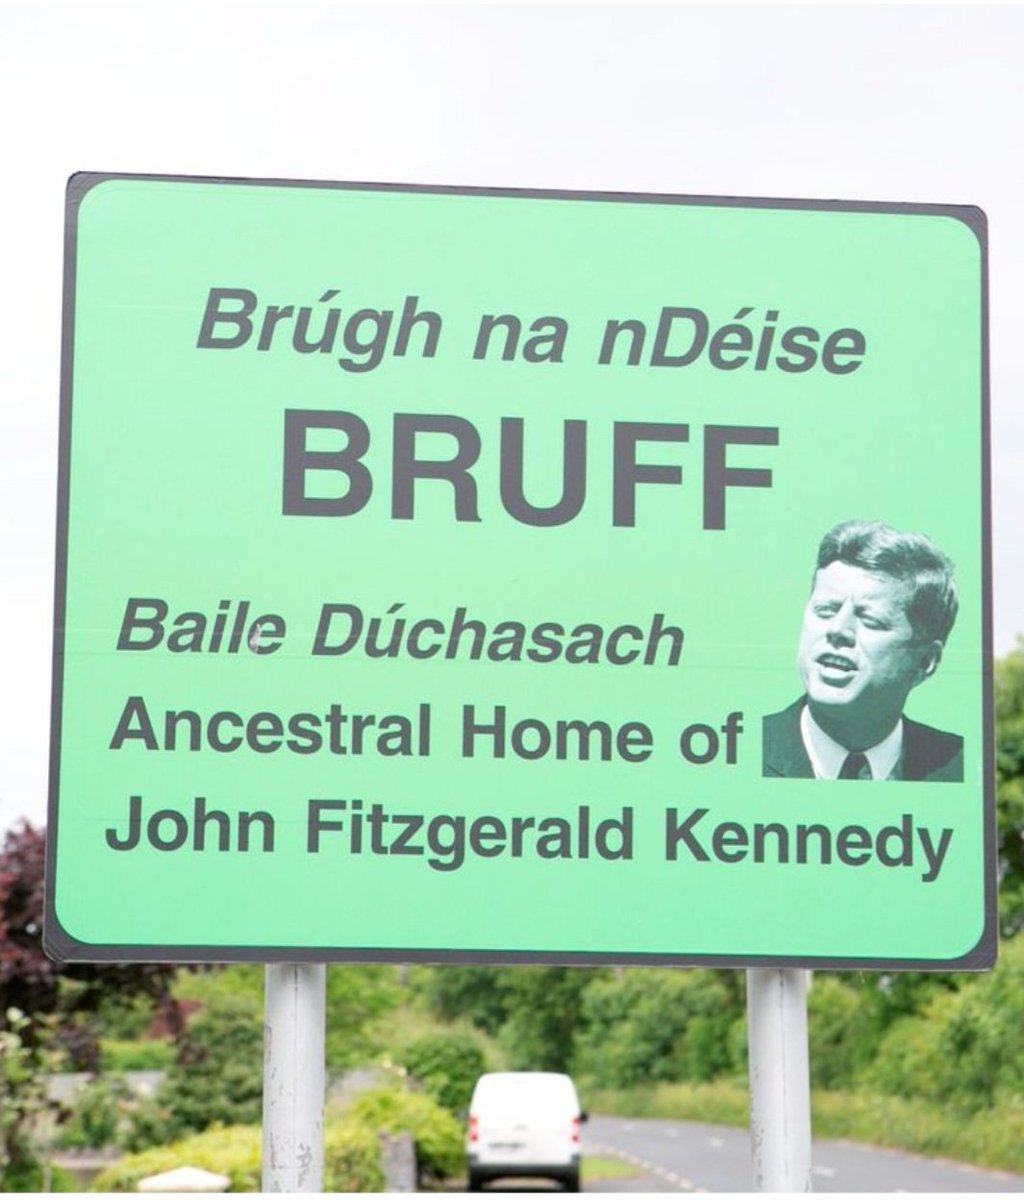 Brúgh na nDéise
BRUFF
Baile Dúchasach
Ancestral Home of
John Fitzgerald Kennedy